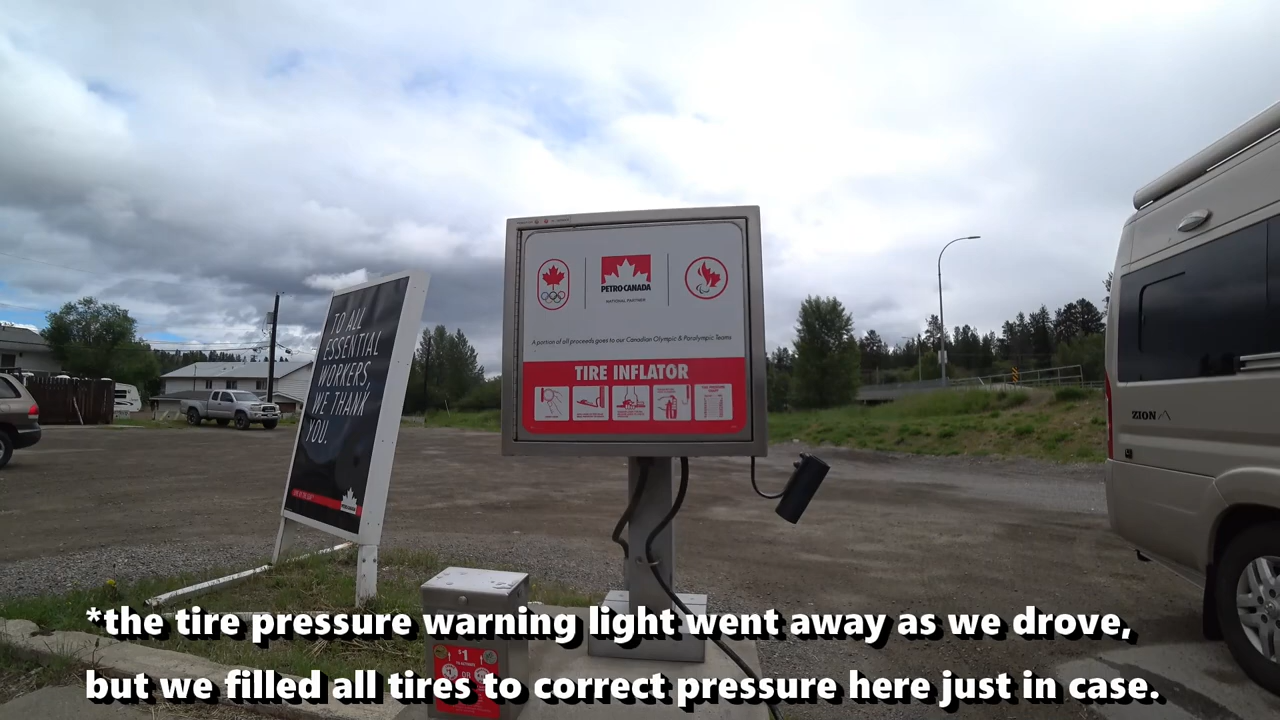 TO ALL
ESSENTIAL
WORKERS,
WE THANK
YOU.
PETRO-CANADA
NATIONAL PARTNER
A portion of all proceeds goes to our Canadian Olympic & Paralympic Teams
TIRE INFLATOR
ZION
$1
*the tire pressure warning light went away as we drove,
but we filled all tires to correct pressure here just in case.